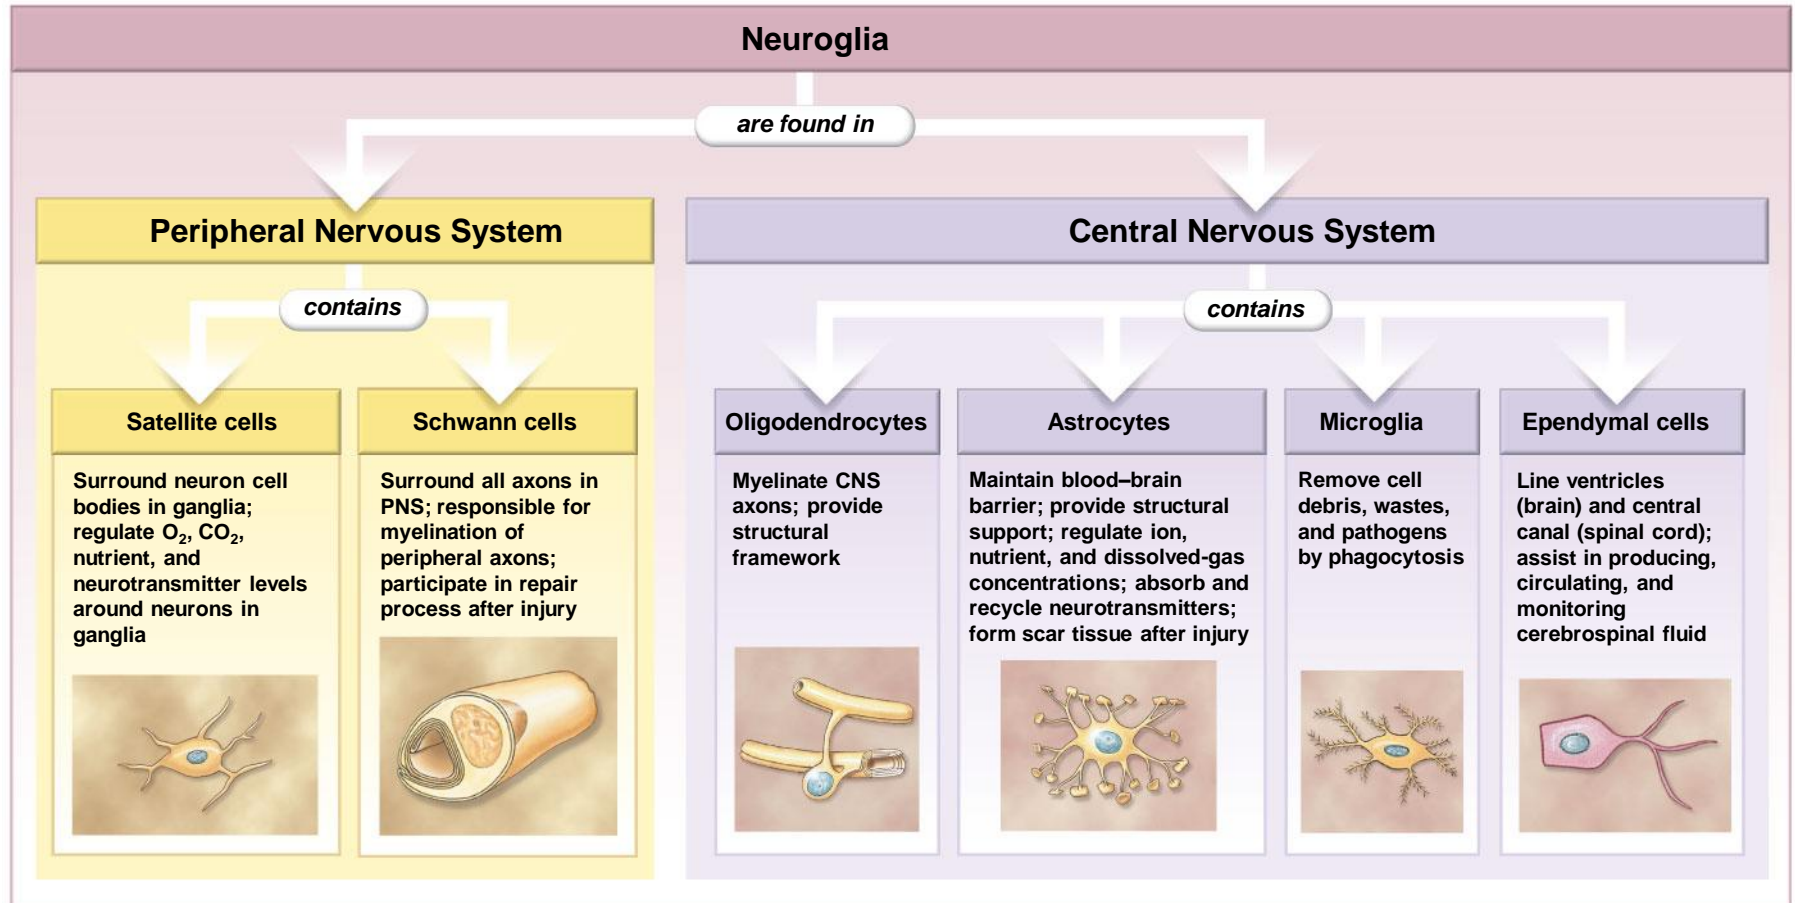 Neuroglia
are found in
Peripheral Nervous System
contains
Satellite cells
Surround neuron cell
bodies in ganglia;
regulate O₂, CO₂,
nutrient, and
neurotransmitter levels
around neurons in
ganglia
Schwann cells
Surround all axons in
PNS; responsible for
myelination of
peripheral axons;
participate in repair
process after injury
Central Nervous System
contains
Oligodendrocytes
Myelinate CNS
axons; provide
structural
framework
Astrocytes
Maintain blood–brain
barrier; provide structural
support; regulate ion,
nutrient, and dissolved-gas
concentrations; absorb and
recycle neurotransmitters;
form scar tissue after injury
Microglia
Remove cell
debris, wastes,
and pathogens
by phagocytosis
Ependymal cells
Line ventricles
(brain) and central
canal (spinal cord);
assist in producing,
circulating, and
monitoring
cerebrospinal fluid